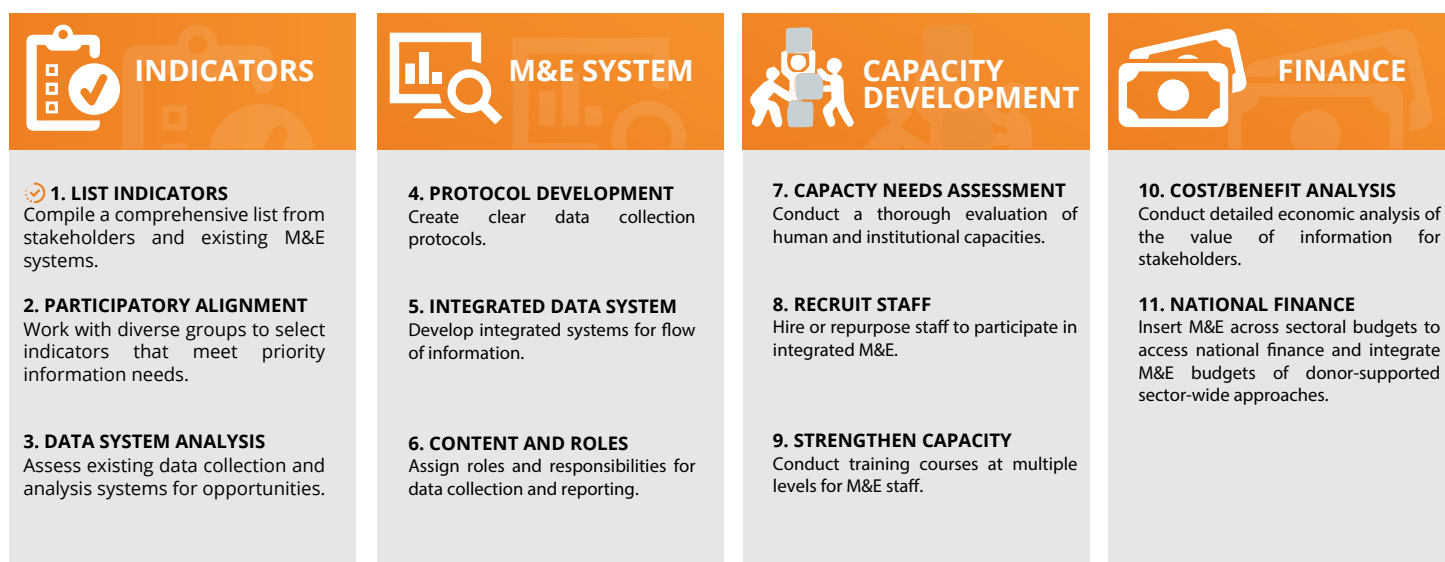 INDICATORS
1. LIST INDICATORS
Compile a comprehensive list from
stakeholders and existing M&E
systems.
2. PARTICIPATORY ALIGNMENT
Work with diverse groups to select
indicators that meet priority
information needs.
3. DATA SYSTEM ANALYSIS
Assess existing data collection and
analysis systems for opportunities.
M&E SYSTEM
4. PROTOCOL DEVELOPMENT
Create clear data collection
protocols.
5. INTEGRATED DATA SYSTEM
Develop integrated systems for flow
of information.
6. CONTENT AND ROLES
Assign roles and responsibilities for
data collection and reporting.
CAPACITY
DEVELOPMENT
7. CAPACTY NEEDS ASSESSMENT
Conduct a thorough evaluation of
human and institutional capacities.
8. RECRUIT STAFF
Hire or repurpose staff to participate in
integrated M&E.
9. STRENGTHEN CAPACITY
Conduct training courses at multiple
levels for M&E staff.
FINANCE
10. COST/BENEFIT ANALYSIS
Conduct detailed economic analysis of
the value of information for
stakeholders.
11. NATIONAL FINANCE
Insert M&E across sectoral budgets to
access national finance and integrate
M&E budgets of donor-supported
sector-wide approaches.